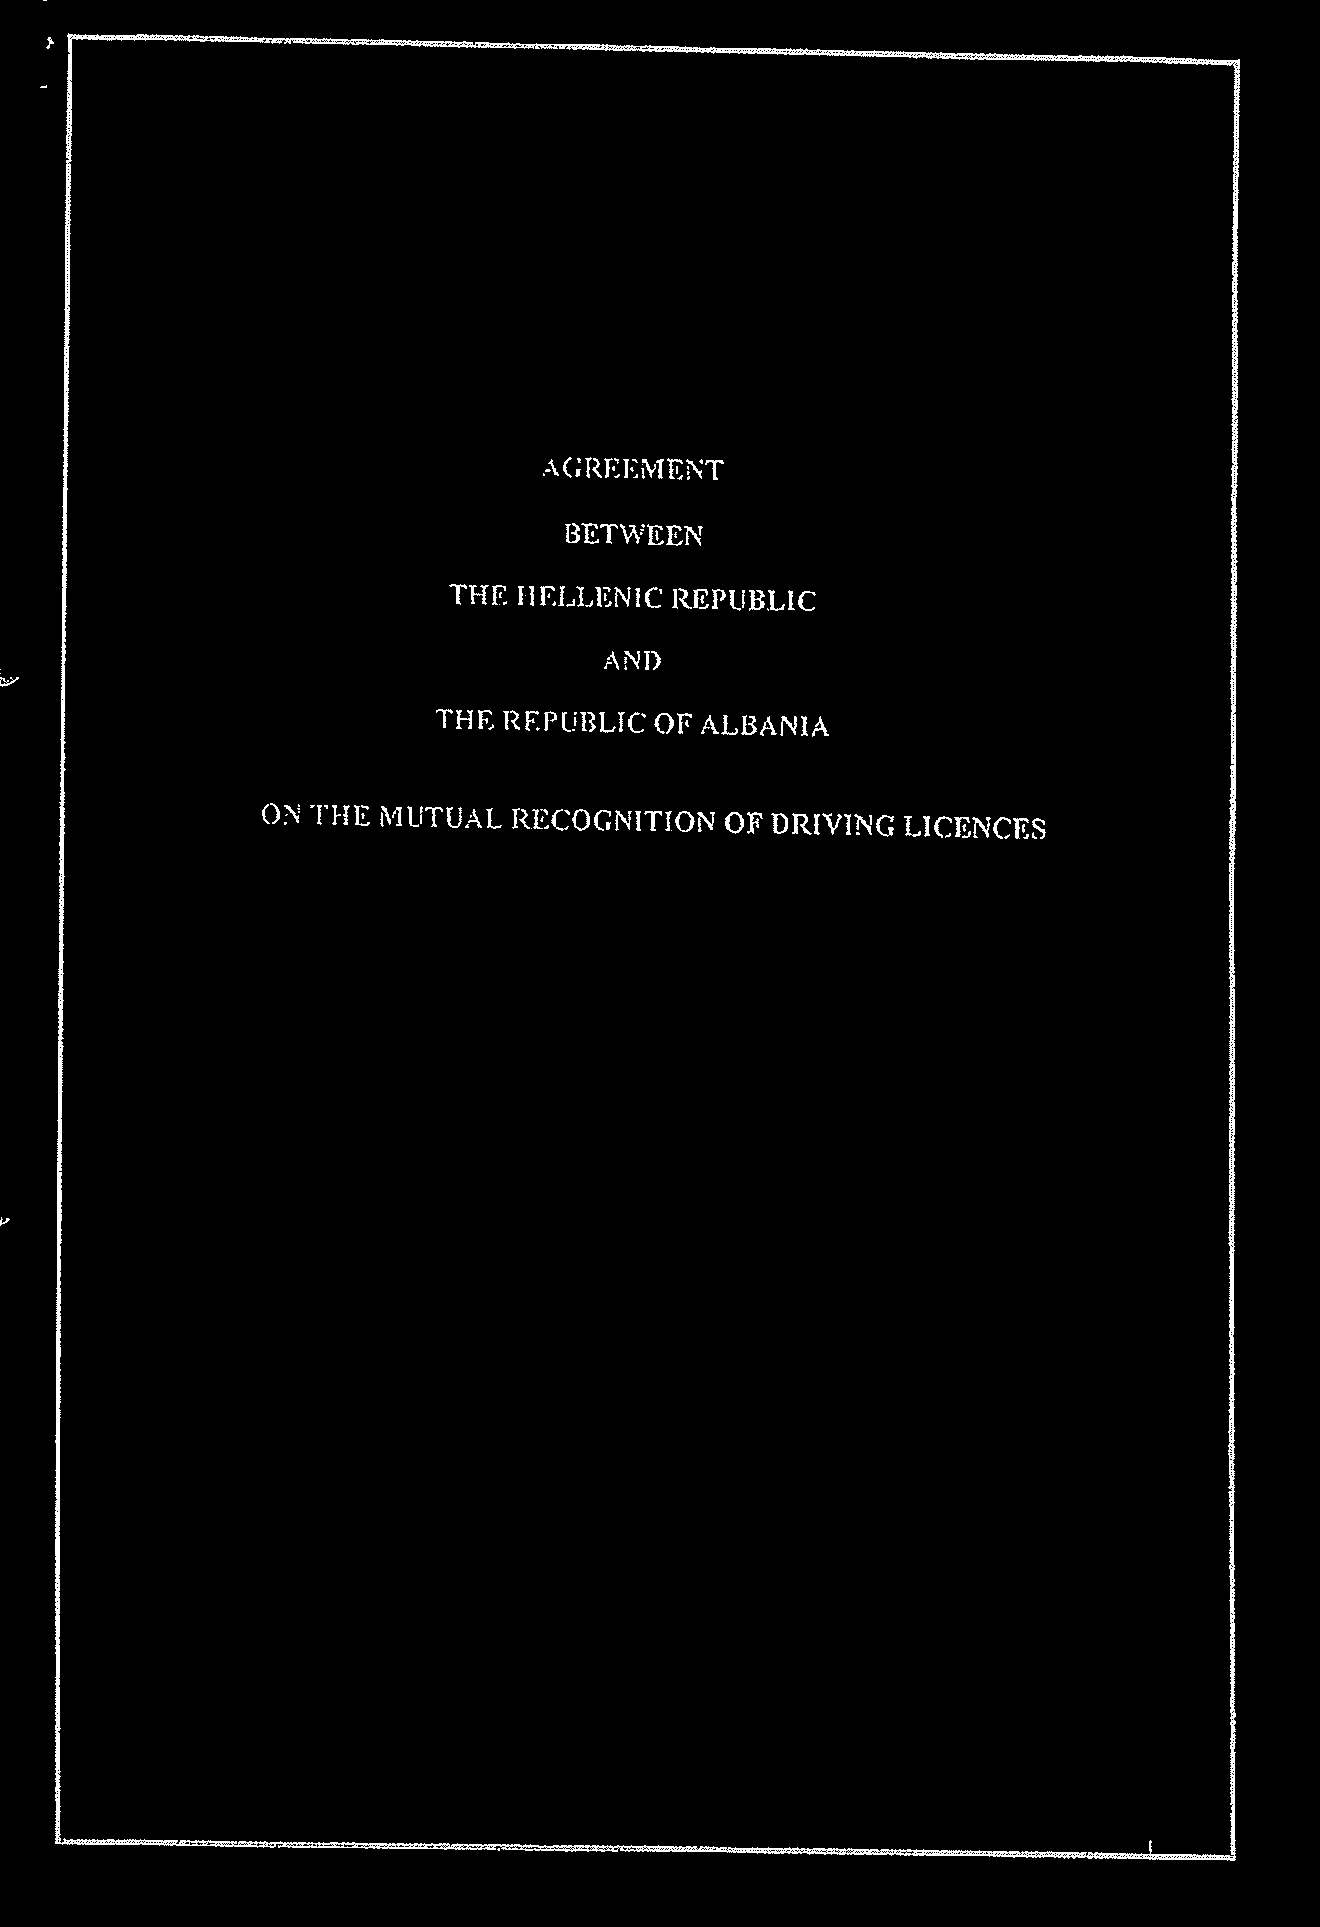 AGREEMENT
BETWEEN
THE HELLENIC REPUBLIC
AND
THE REPUBLIC OF ALBANIA
ON THE MUTUAL RECOGNITION OF DRIVING LICENCES